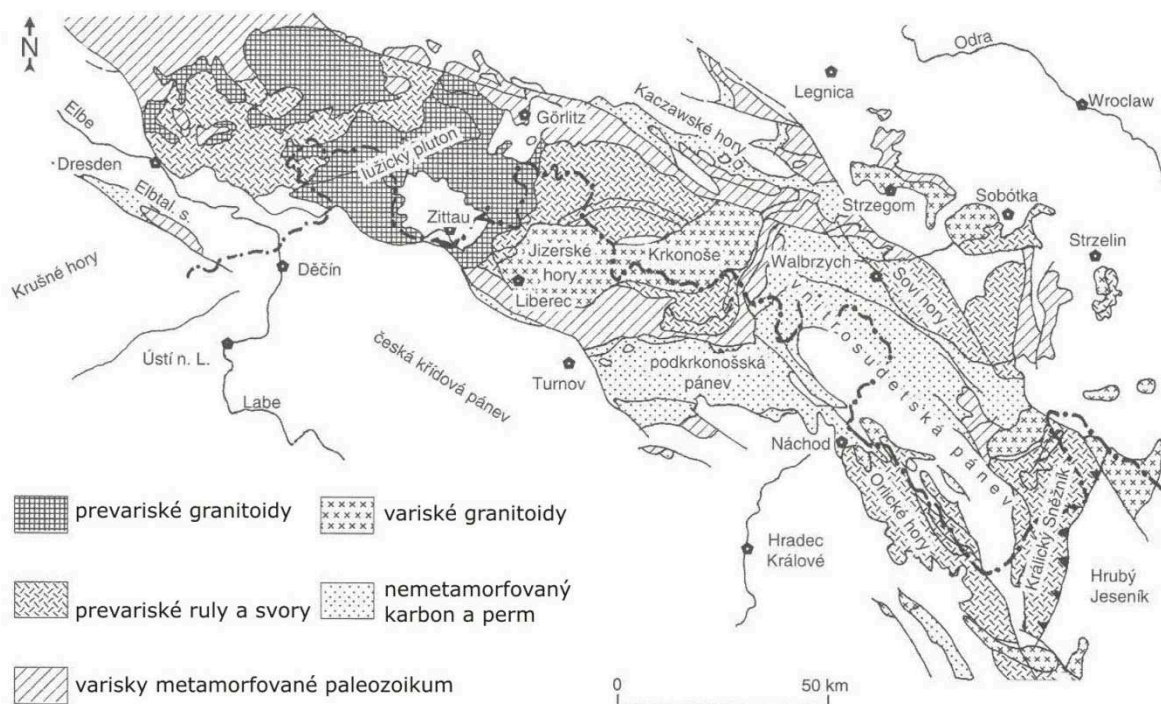 N
Odra
Legnica
Wroclaw
Kaczawské hory
Elbe
Görlitz
Dresden
lužický pluton
Strzegom
Sobótka
Elbtal. s.
Zittau
Strzelin
Jizerské
hory
Krkonoše
Walbrzych
Soví hory
Krušné hory
Děčín
Liberec
vnitrosudetská pánev
Ústí n. L.
česká křídová pánev
Turnov
podkrkonošská
pánev
Labe
Náchod
Orlické hory
Králický Sněžník
Hradec
Králové
Hrubý
Jeseník
prevariské granitoidy
variské granitoidy
prevariské ruly a svory
nemetamorfovaný
karbon a perm
varisky metamorfované paleozoikum
0
50 km